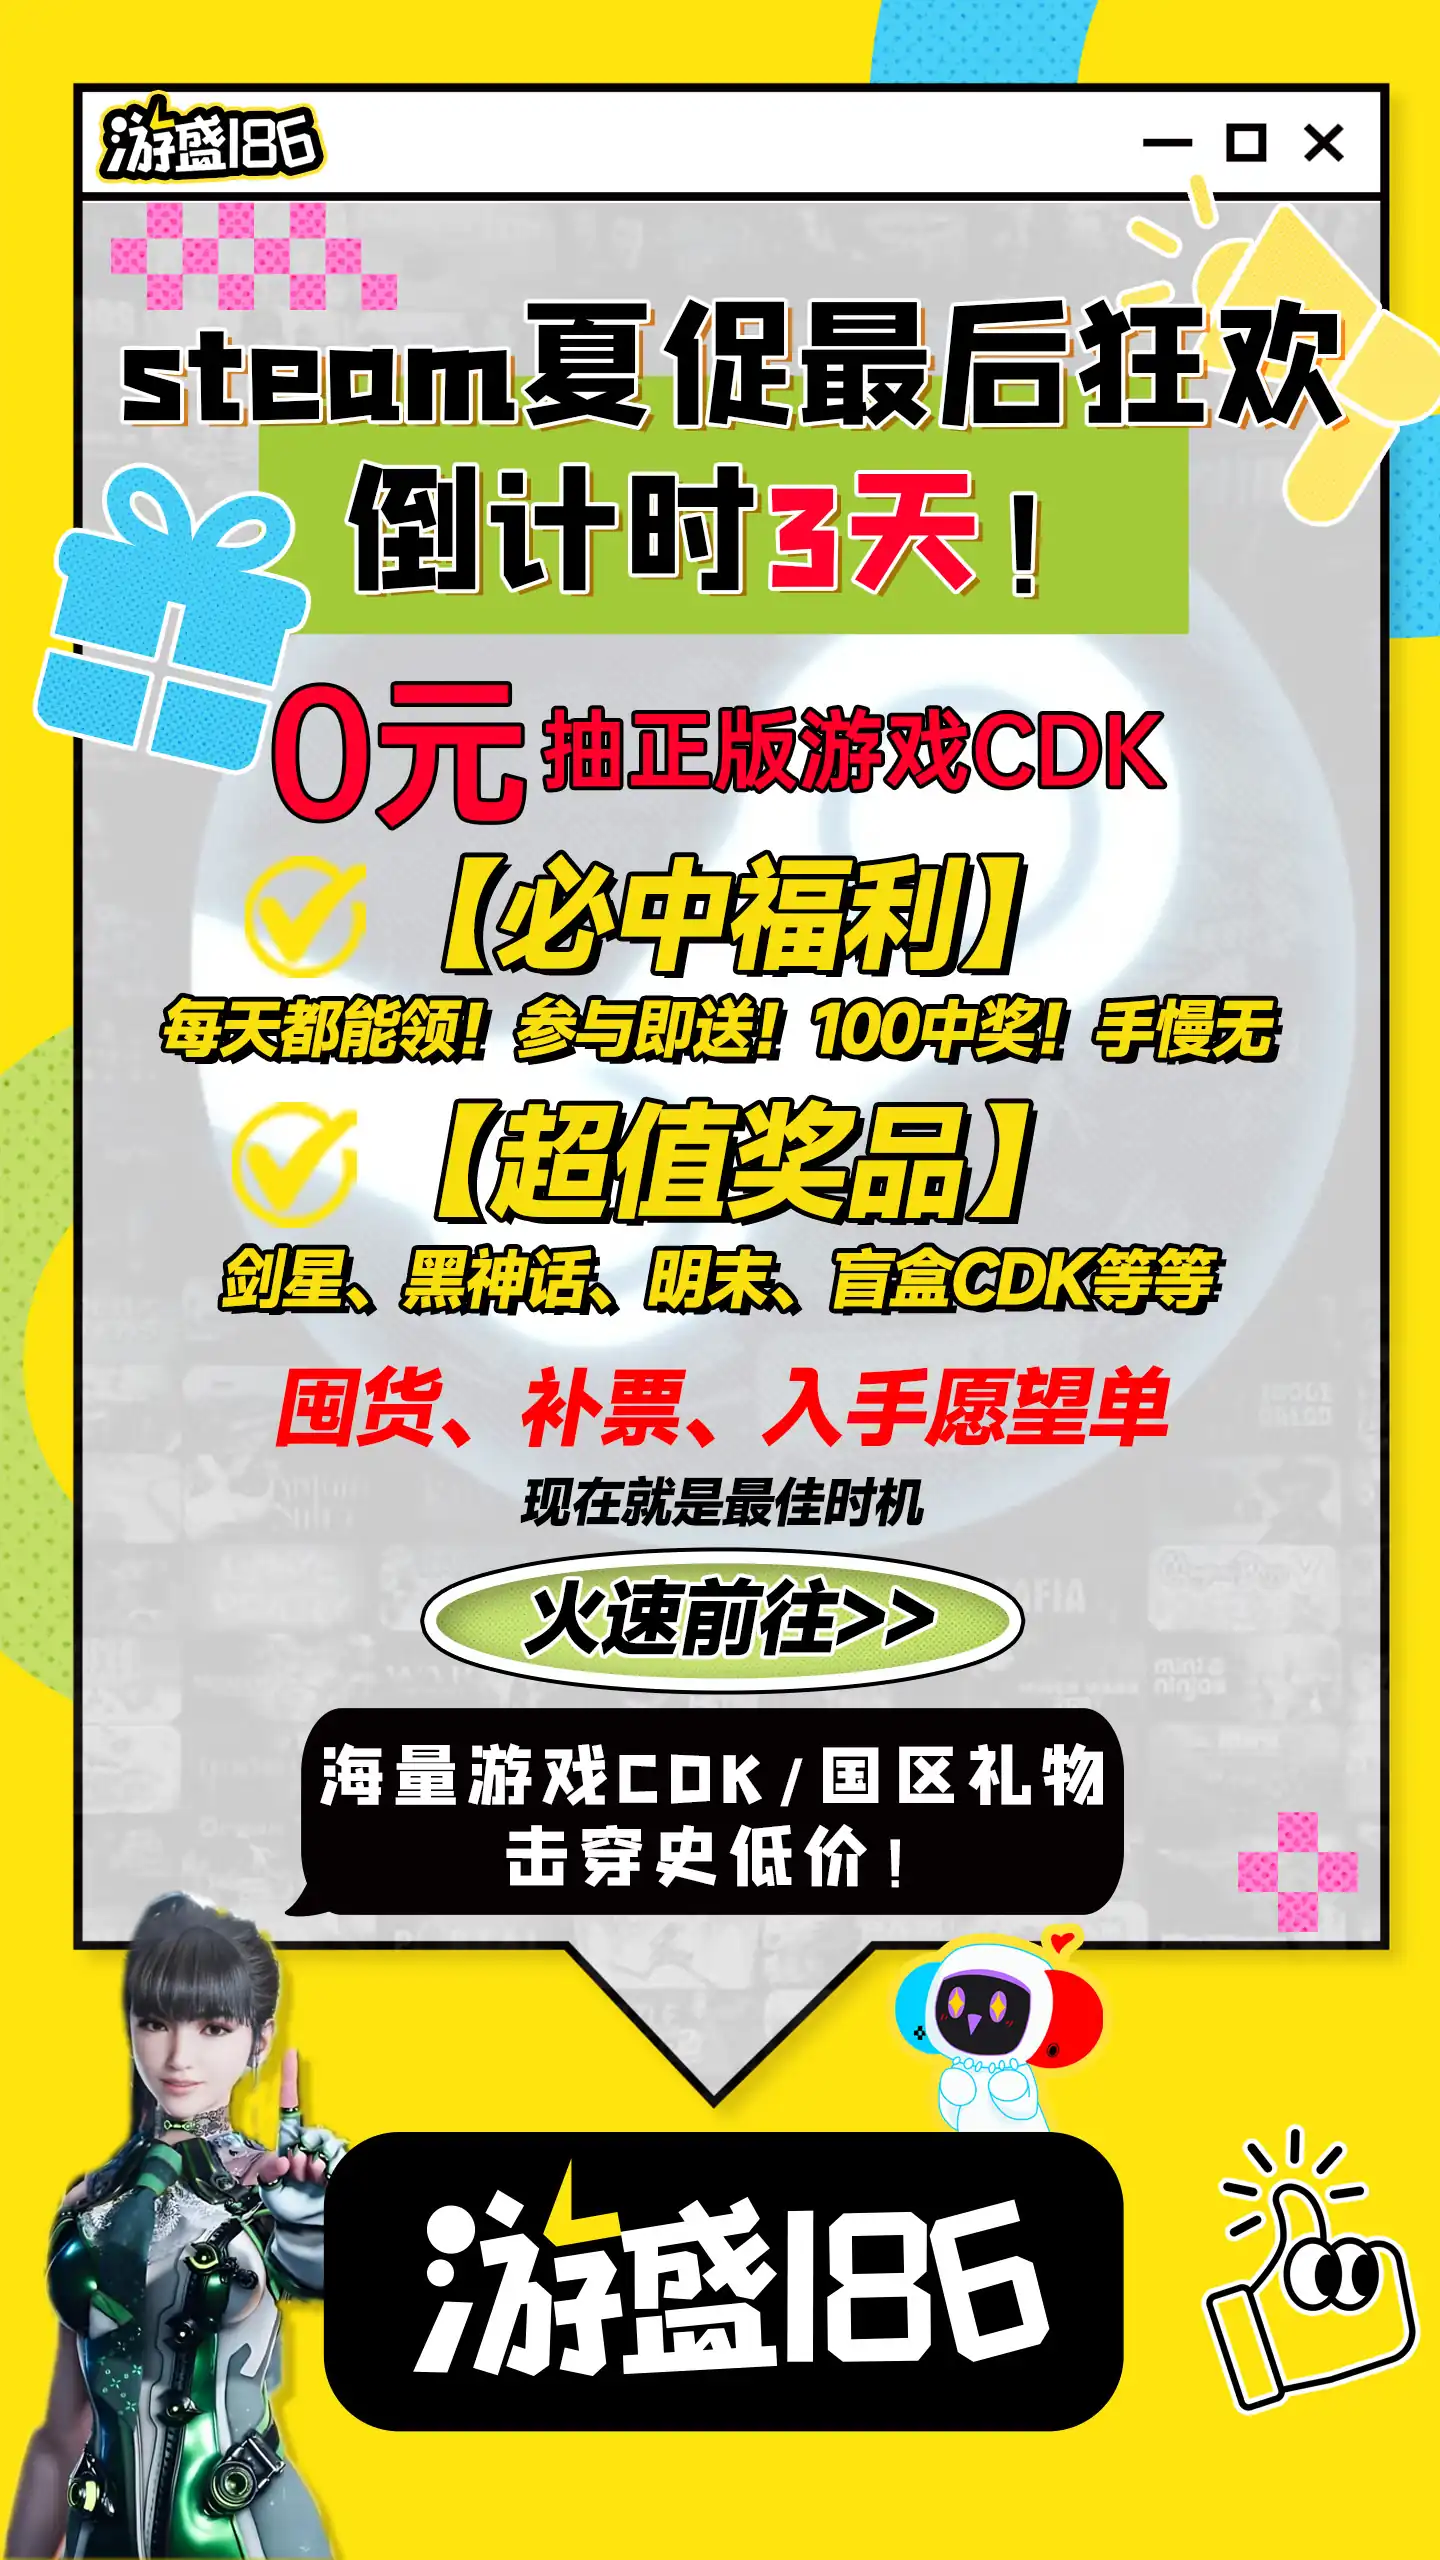 游盛186
steam夏促最后狂欢
倒计时3天！
0元抽正版游戏CDK
【必中福利】
每天都能领！参与即送！100中奖！手慢无
【超值奖品】
剑星、黑神话、明末、盲盒CDK等等
囤货、补票、入手愿望单
现在就是最佳时机
火速前往>>
海量游戏CDK/国区礼物
击穿史低价！
游盛186